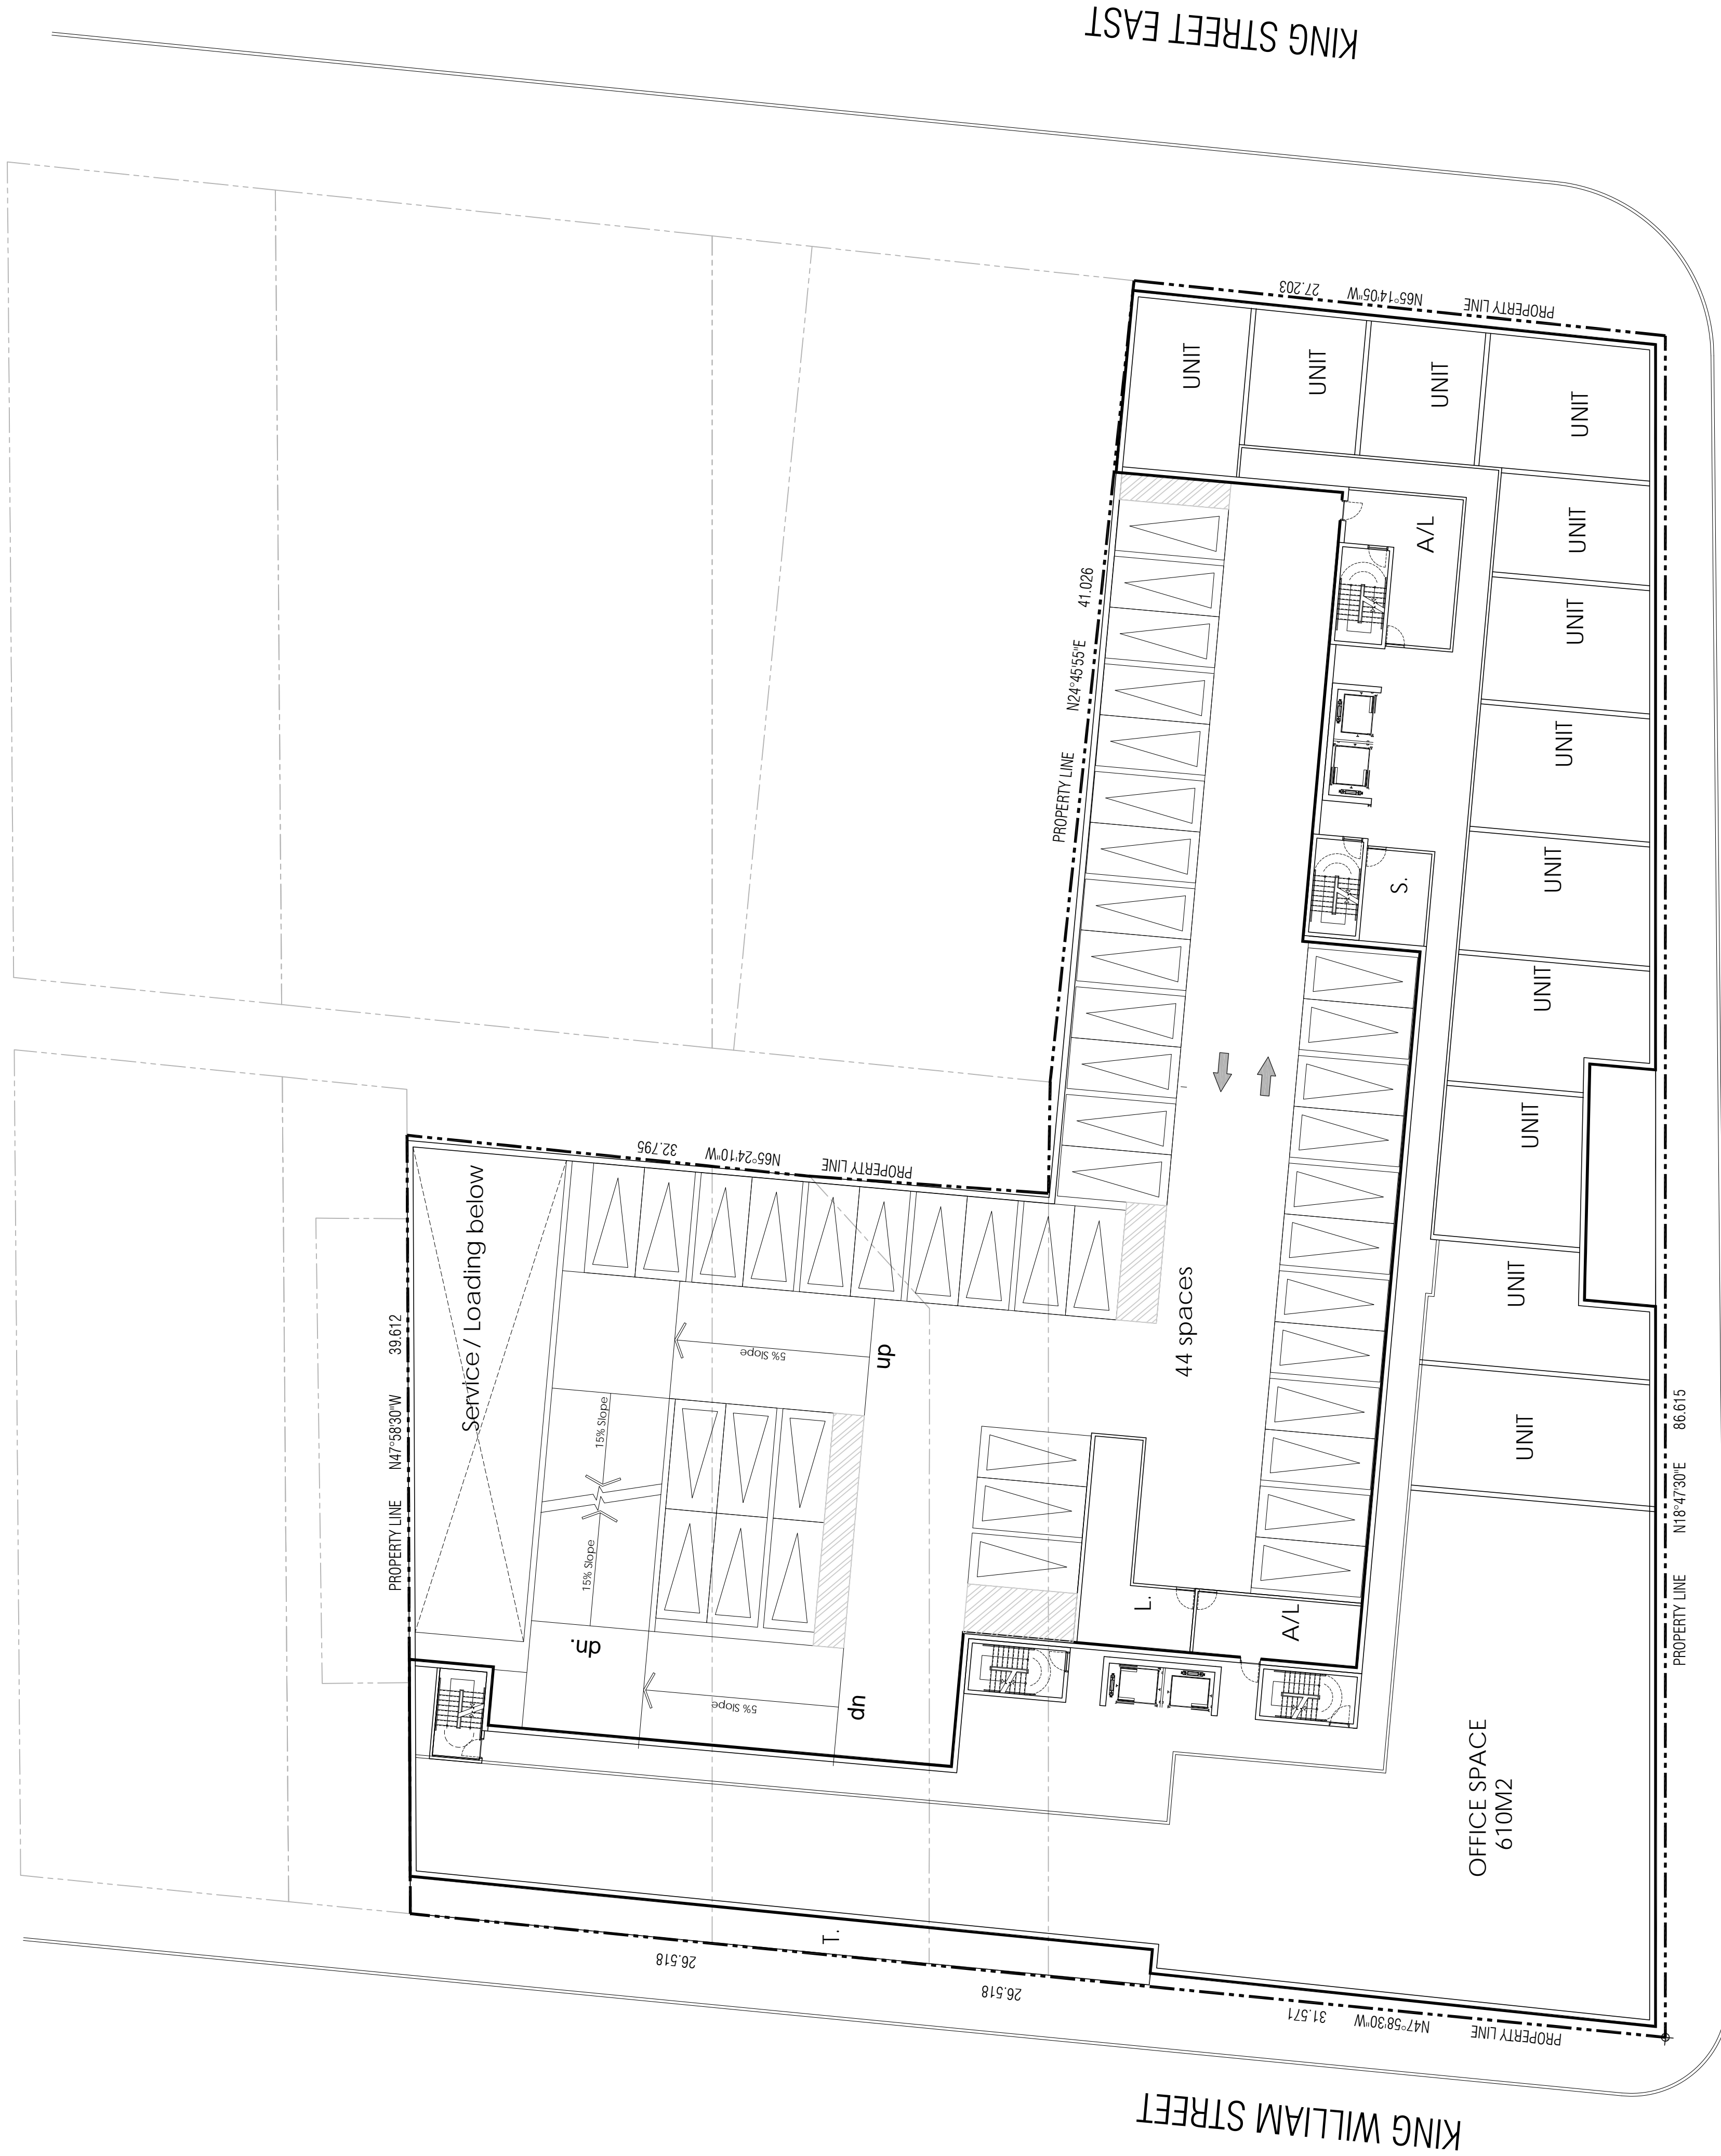 KING STREET EAST
PROPERTY LINE N65°14'05"W 27.203
UNIT
UNIT
UNIT
UNIT
A/L
UNIT
PROPERTY LINE N24°45'55"E 41.026
UNIT
UNIT
S.
UNIT
UNIT
UNIT
PROPERTY LINE N65°24'10"W 32.795
Service / Loading below
44 spaces
UNIT
PROPERTY LINE N47°58'30"W 39.612
5% Slope
up
15% Slope
UNIT
15% Slope
dn.
L.
A/L
5% Slope
up
PROPERTY LINE N18°47'30"E 86.615
OFFICE SPACE
610M2
T.
26.518
26.518
PROPERTY LINE N47°58'30"W 31.571
KING WILLIAM STREET